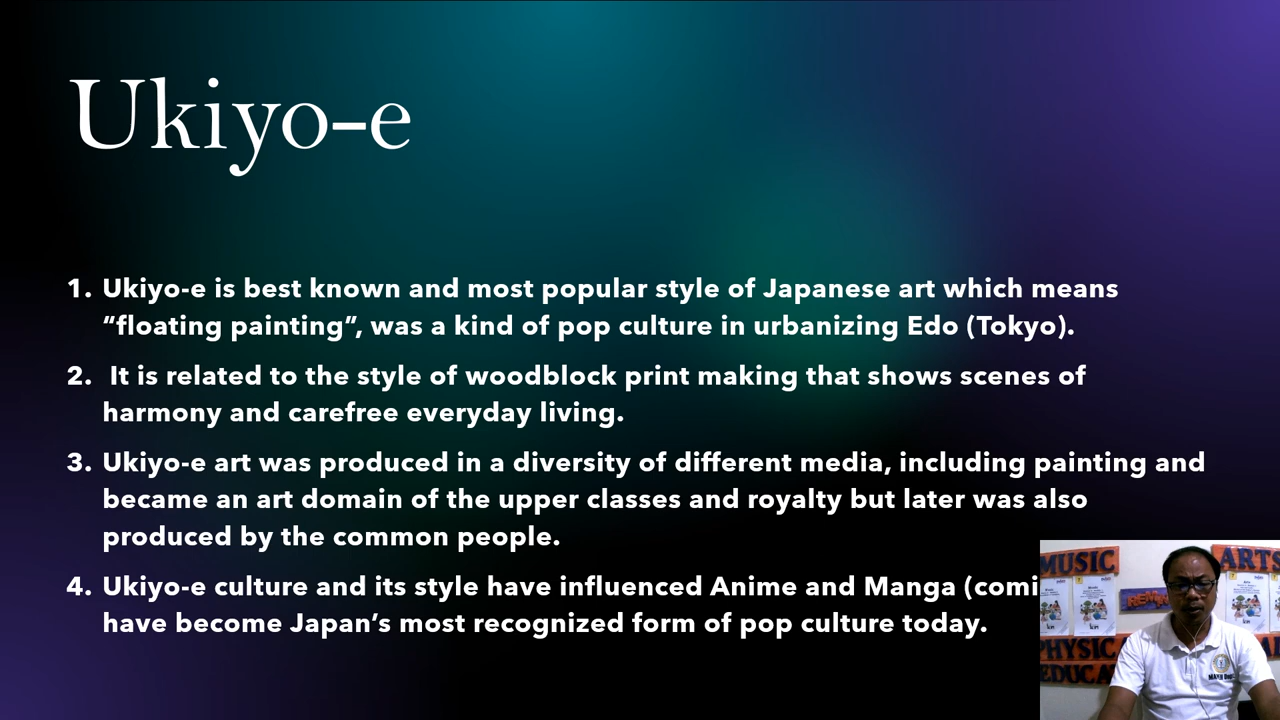 Ukiyo-e
1. Ukiyo-e is best known and most popular style of Japanese art which means
“floating painting”, was a kind of pop culture in urbanizing Edo (Tokyo).
2. It is related to the style of woodblock print making that shows scenes of
harmony and carefree everyday living.
3. Ukiyo-e art was produced in a diversity of different media, including painting and
became an art domain of the upper classes and royalty but later was also
produced by the common people.
4. Ukiyo-e culture and its style have influenced Anime and Manga (comi
have become Japan’s most recognized form of pop culture today.
MUSIC
ARTS
PHYSIC
EDUCA